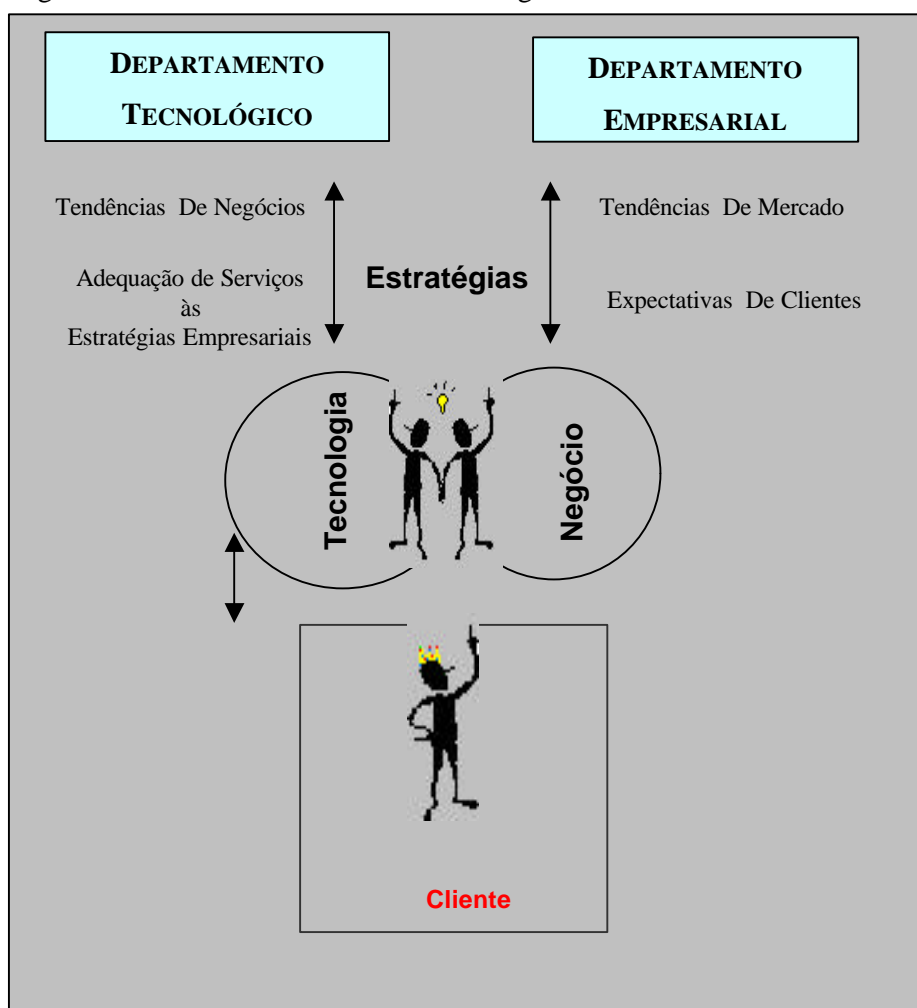 DEPARTAMENTO
TECNOLÓGICO
DEPARTAMENTO
EMPRESARIAL
Tendências De Negócios
Adequação de Serviços
às
Estratégias Empresariais
Estratégias
Tendências De Mercado
Expectativas De Clientes
Tecnologia
Negócio
Cliente